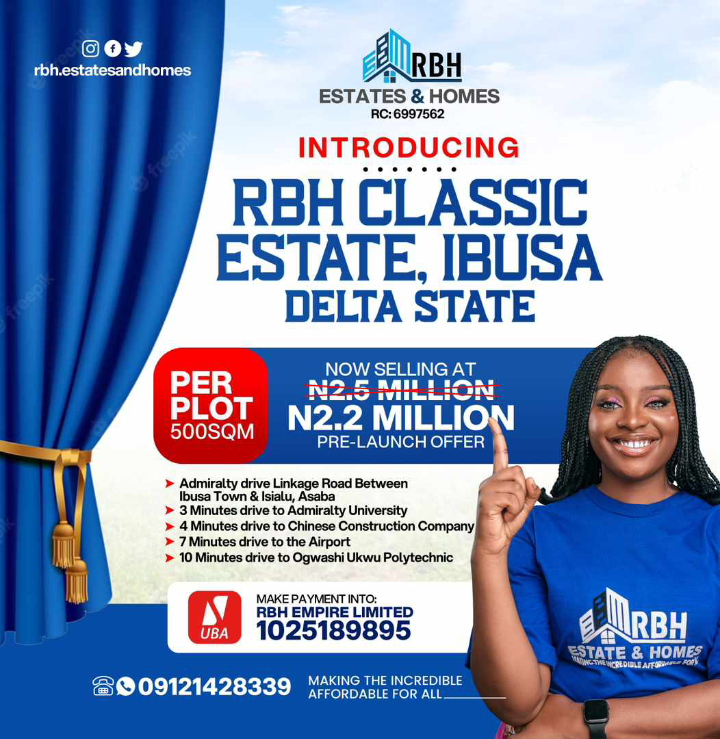 rbh.estatesandhomes
RBH
ESTATES & HOMES
RC: 6997562
INTRODUCING
RBH CLASSIC
ESTATE, IBUSA
DELTA STATE
PER
PLOT
500SQM
NOW SELLING AT
N2.5 MILLION
N2.2 MILLION
PRE-LAUNCH OFFER
Admiralty drive Linkage Road Between
Ibusa Town & Isialu, Asaba
3 Minutes drive to Admiralty University
4 Minutes drive to Chinese Construction Company
7 Minutes drive to the Airport
10 Minutes drive to Ogwashi Ukwu Polytechnic
UBA
MAKE PAYMENT INTO:
RBH EMPIRE LIMITED
1025189895
RBH
ESTATE & HOMES
09121428339
MAKING THE INCREDIBLE
AFFORDABLE FOR ALL
freepik